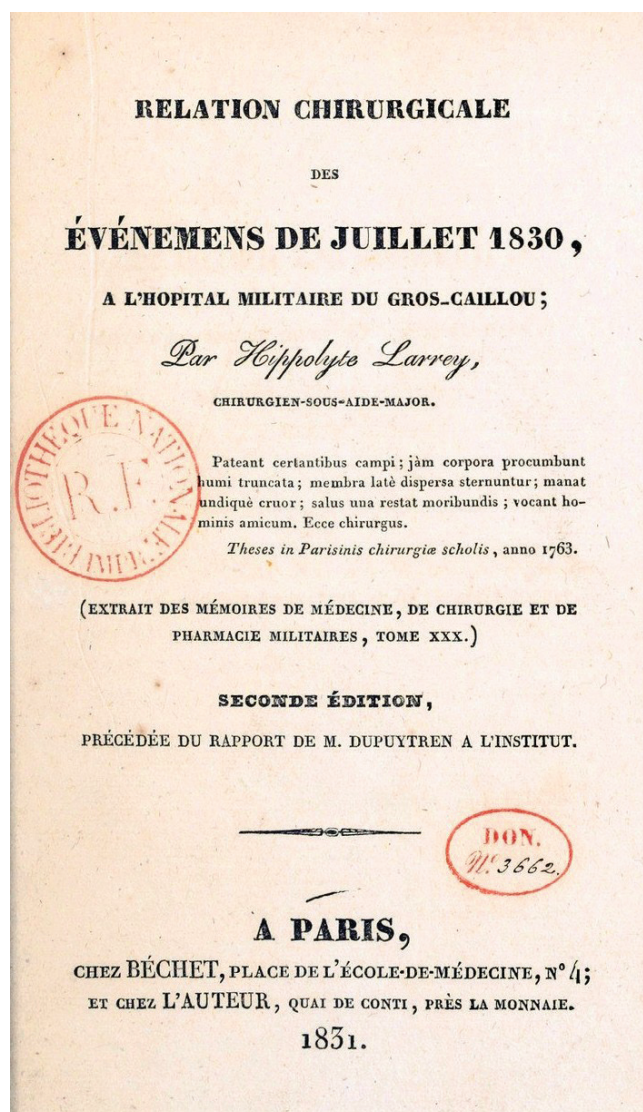 RELATION CHIRURGICALE
DES
ÉVÉNEMENS DE JUILLET 1830,
A L'HOPITAL MILITAIRE DU GROS-CAILLOU;
Par Hippolyte Larrey,
CHIRURGIEN-SOUS-AIDE-MAJOR.
BIBLIOTHÈQUE NATIONALE
R.F.
IMPRIMÉS
Pateant certantibus campi; jàm corpora procumbunt
humi truncata; membra latè dispersa sternuntur; manat
undiquè cruor; salus una restat moribundis; vocant ho-
minis amicum. Ecce chirurgus.
Theses in Parisinis chirurgiæ scholis, anno 1763.
(EXTRAIT DES MÉMOIRES DE MÉDECINE, DE CHIRURGIE ET DE
PHARMACIE MILITAIRES, TOME XXX.)
SECONDE ÉDITION,
PRÉCÉDÉE DU RAPPORT DE M. DUPUYTREN A L'INSTITUT.
DON.
N.º 3662.
A PARIS,
CHEZ BÉCHET, PLACE DE L'ÉCOLE-DE-MÉDECINE, Nº 4;
ET CHEZ L'AUTEUR, QUAI DE CONTI, PRÈS LA MONNAIE.
1831.